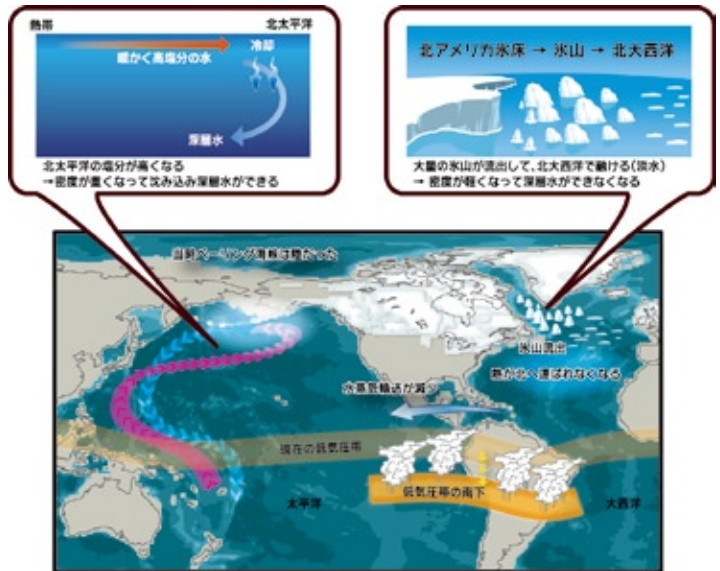 熱帯
北太平洋
冷却
暖かく高塩分の水
深層水
北太平洋の塩分が高くなる
→密度が重くなって沈み込み深層水ができる
北アメリカ氷床 → 氷山 → 北大西洋
大量の氷山が流出して、北大西洋で融ける(淡水)
→ 密度が軽くなって深層水ができなくなる
当時ベーリング海峡は陸だった
氷山流出
熱が北へ運ばれなくなる
水蒸気輸送が減少
現在の低気圧帯
低気圧帯の南下
太平洋
大西洋